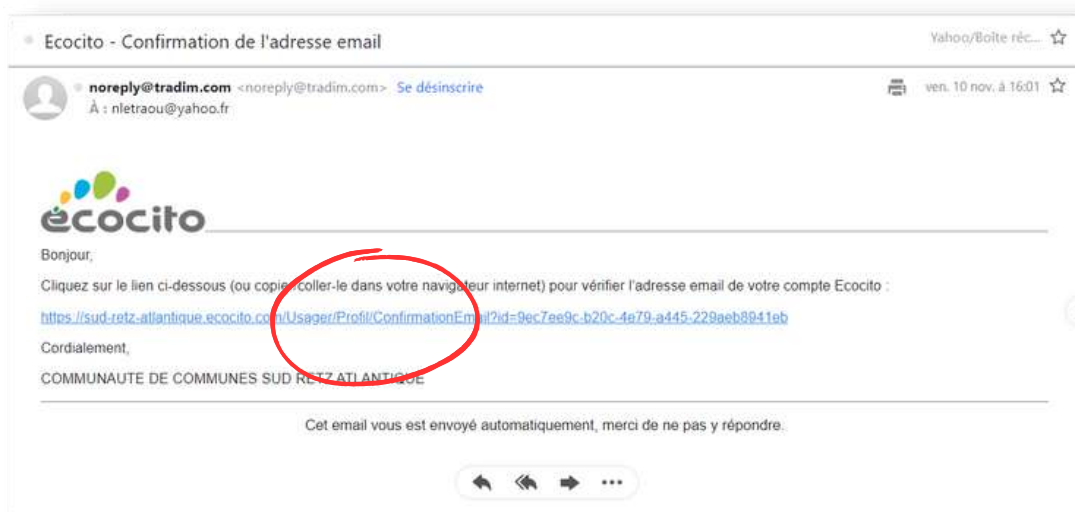 Ecocito - Confirmation de l'adresse email
Yahoo/Boîte réc...
noreply@tradim.com <noreply@tradim.com> Se désinscrire
ven. 10 nov. à 16:01
À : nletraou@yahoo.fr
écocito
Bonjour,
Cliquez sur le lien ci-dessous (ou copier/coller-le dans votre navigateur internet) pour vérifier l'adresse email de votre compte Ecocito :
https://sud-retz-atlantique.ecocito.com/Usager/Profil/ConfirmationEmail?id=9ec7ee9c-b20c-4e79-a445-229aeb8941eb
Cordialement,
COMMUNAUTE DE COMMUNES SUD RETZ ATLANTIQUE
Cet email vous est envoyé automatiquement, merci de ne pas y répondre.